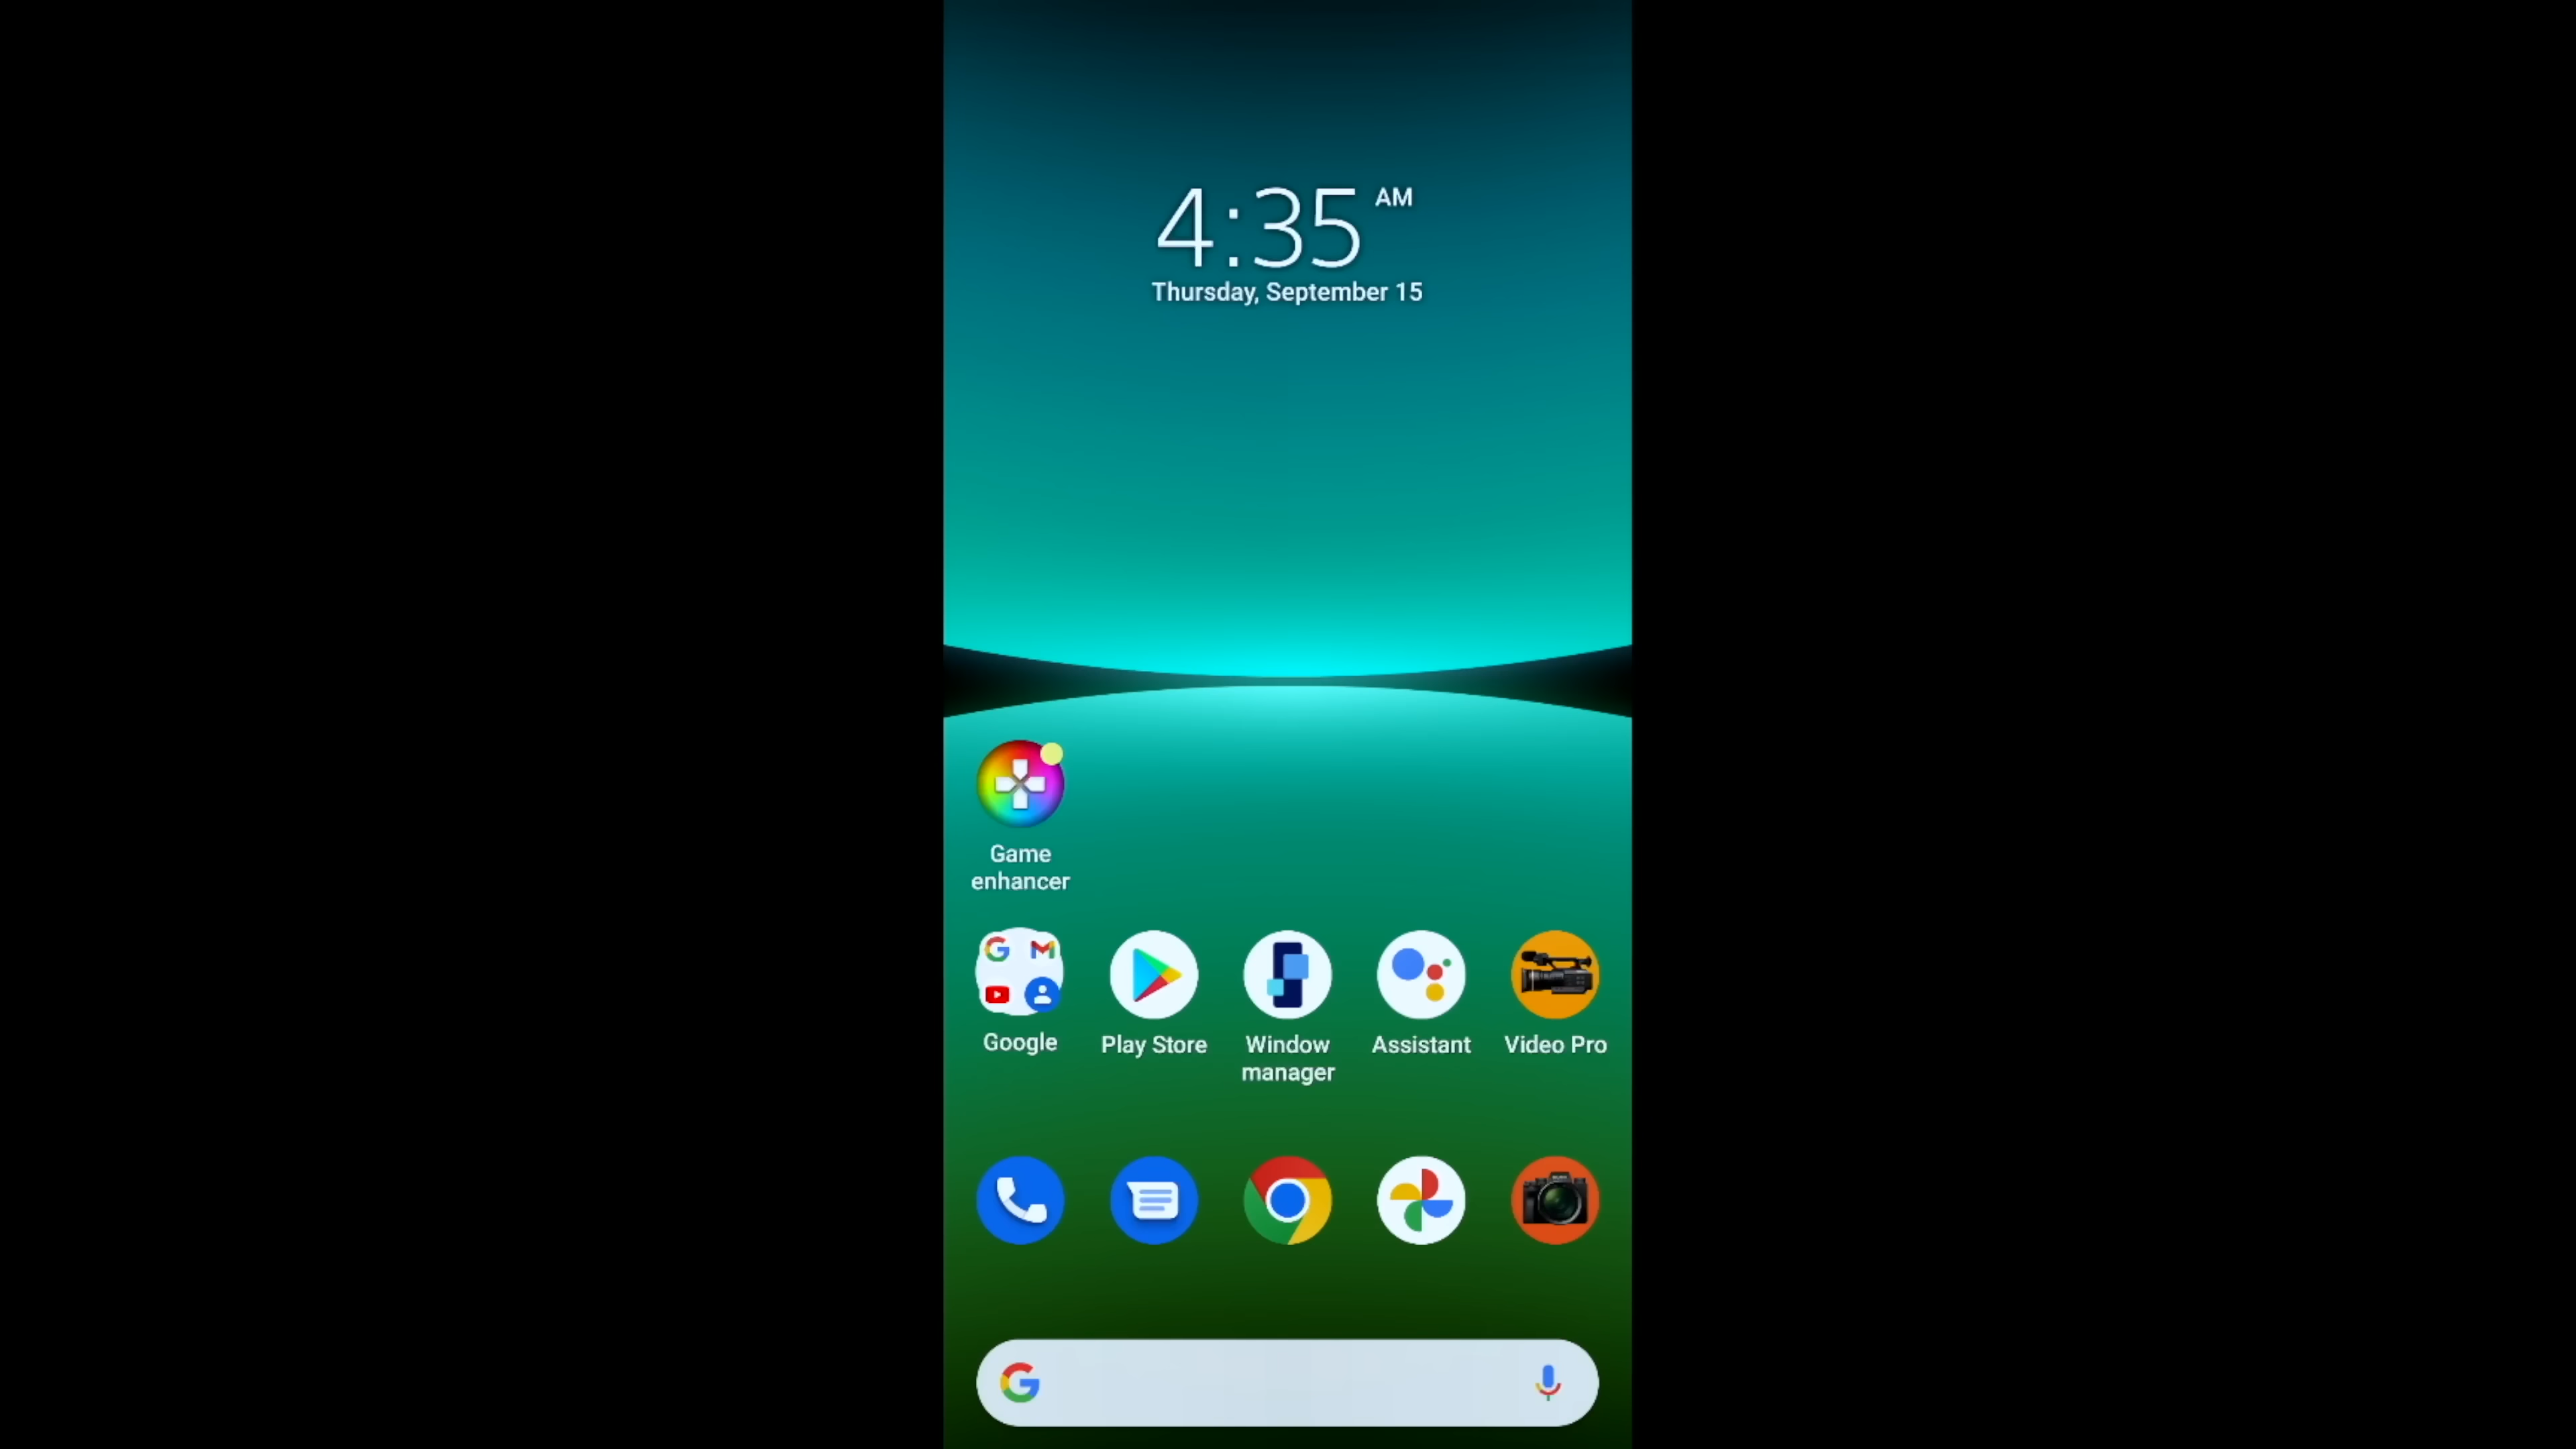 4:35 AM
Thursday, September 15
Game
enhancer
Google
Play Store
Window
manager
Assistant
Video Pro